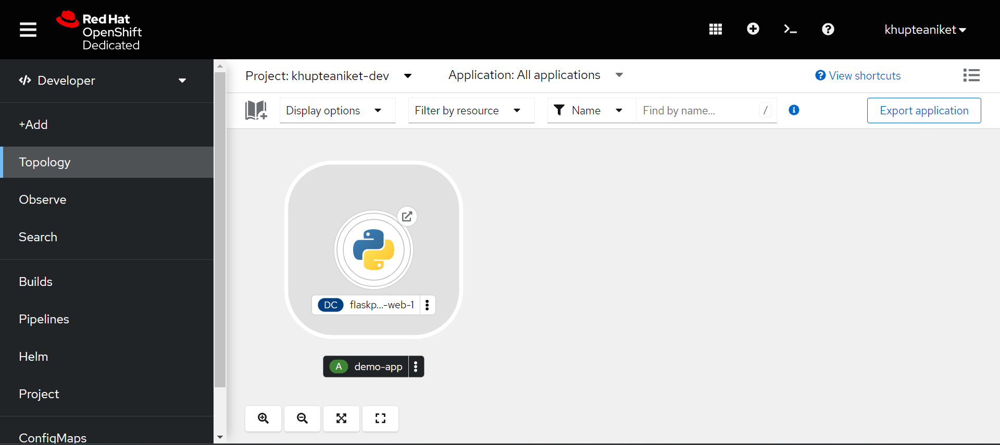 Red Hat
OpenShift
Dedicated
khupteaniket
Developer
+Add
Topology
Observe
Search
Builds
Pipelines
Helm
Project
ConfigMaps
Project: khupteaniket-dev
Application: All applications
View shortcuts
Display options
Filter by resource
Name
Find by name...
/
Export application
DC flaskp...-web-1
A demo-app